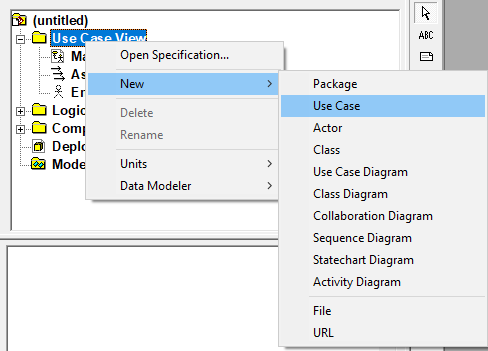 (untitled)
Use Case View
Ma
As
En
Logic
Comp
Deplo
Mode
Open Specification...
New
Delete
Rename
Units
Data Modeler
Package
Use Case
Actor
Class
Use Case Diagram
Class Diagram
Collaboration Diagram
Sequence Diagram
Statechart Diagram
Activity Diagram
File
URL
ABC